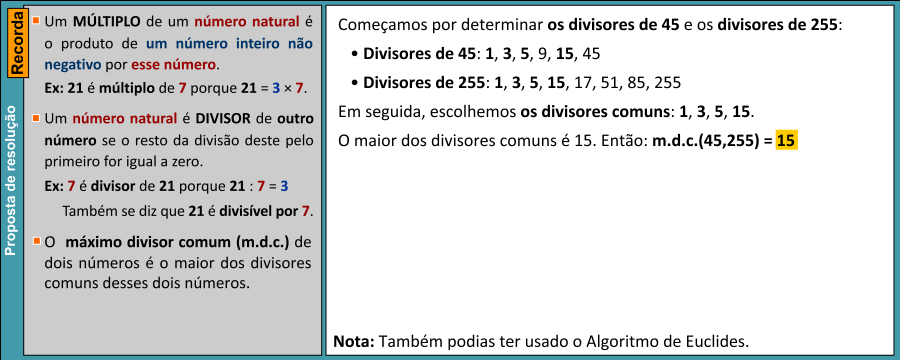 Recorda
Proposta de resolução
Um MÚLTIPLO de um número natural é
o produto de um número inteiro não
negativo por esse número.
Ex: 21 é múltiplo de 7 porque 21 = 3 × 7.
Um número natural é DIVISOR de outro
número se o resto da divisão deste pelo
primeiro for igual a zero.
Ex: 7 é divisor de 21 porque 21 : 7 = 3
Também se diz que 21 é divisível por 7.
O máximo divisor comum (m.d.c.) de
dois números é o maior dos divisores
comuns desses dois números.
Começamos por determinar os divisores de 45 e os divisores de 255:
• Divisores de 45: 1, 3, 5, 9, 15, 45
• Divisores de 255: 1, 3, 5, 15, 17, 51, 85, 255
Em seguida, escolhemos os divisores comuns: 1, 3, 5, 15.
O maior dos divisores comuns é 15. Então: m.d.c.(45,255) = 15
Nota: Também podias ter usado o Algoritmo de Euclides.